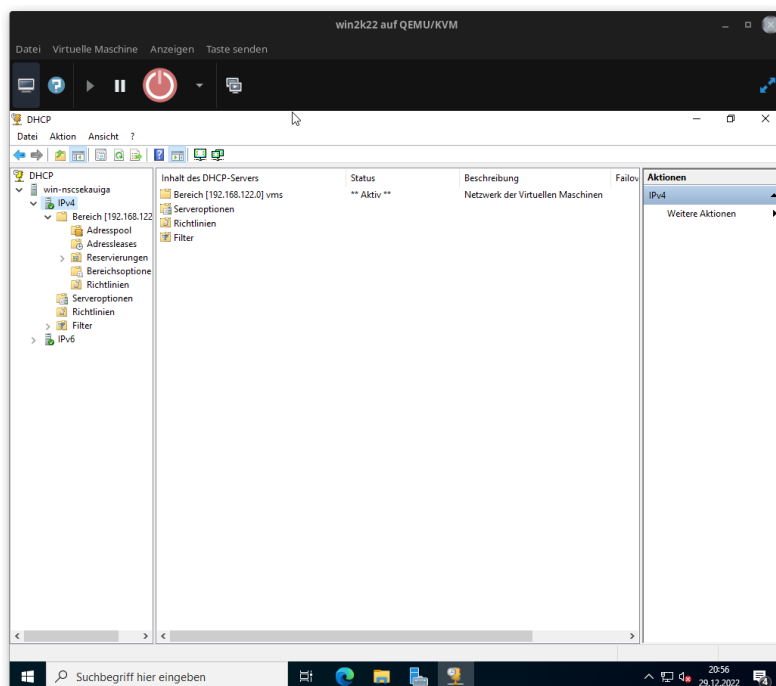 win2k22 auf QEMU/KVM
Datei Virtuelle Maschine Anzeigen Taste senden
DHCP
Datei Aktion Ansicht ?
DHCP
win-nscsekauiga
IPv4
Bereich [192.168.122
Adresspool
Adressleases
Reservierungen
Bereichsoptione
Richtlinien
Serveroptionen
Richtlinien
Filter
IPv6
Inhalt des DHCP-Servers Status Beschreibung Failov
Bereich [192.168.122.0] vms ** Aktiv ** Netzwerk der Virtuellen Maschinen
Serveroptionen
Richtlinien
Filter
Aktionen
IPv4
Weitere Aktionen
Suchbegriff hier eingeben
20:56
29.12.2022
4